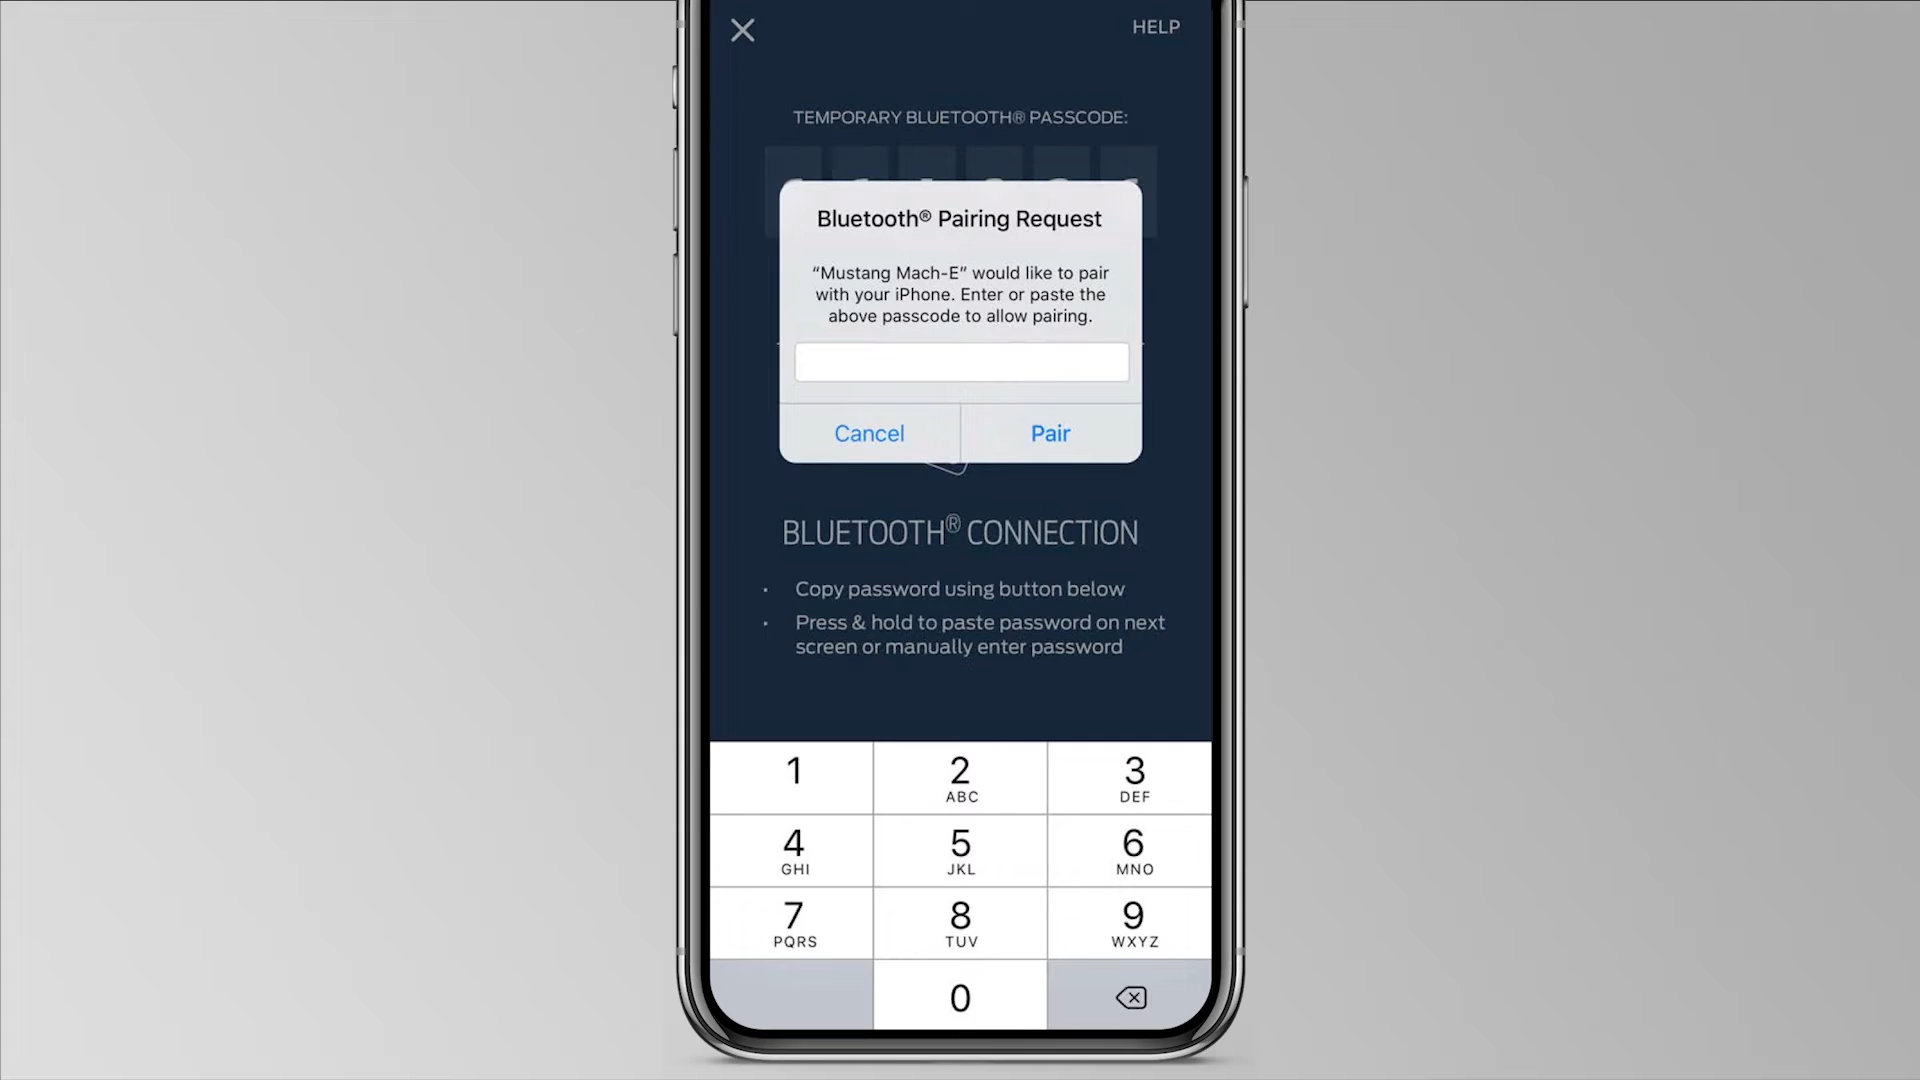 HELP
TEMPORARY BLUETOOTH® PASSCODE:
Bluetooth® Pairing Request
“Mustang Mach-E” would like to pair
with your iPhone. Enter or paste the
above passcode to allow pairing.
Cancel
Pair
BLUETOOTH® CONNECTION
· Copy password using button below
· Press & hold to paste password on next
screen or manually enter password
1
2
3
ABC
DEF
4
5
6
GHI
JKL
MNO
7
8
9
PQRS
TUV
WXYZ
0